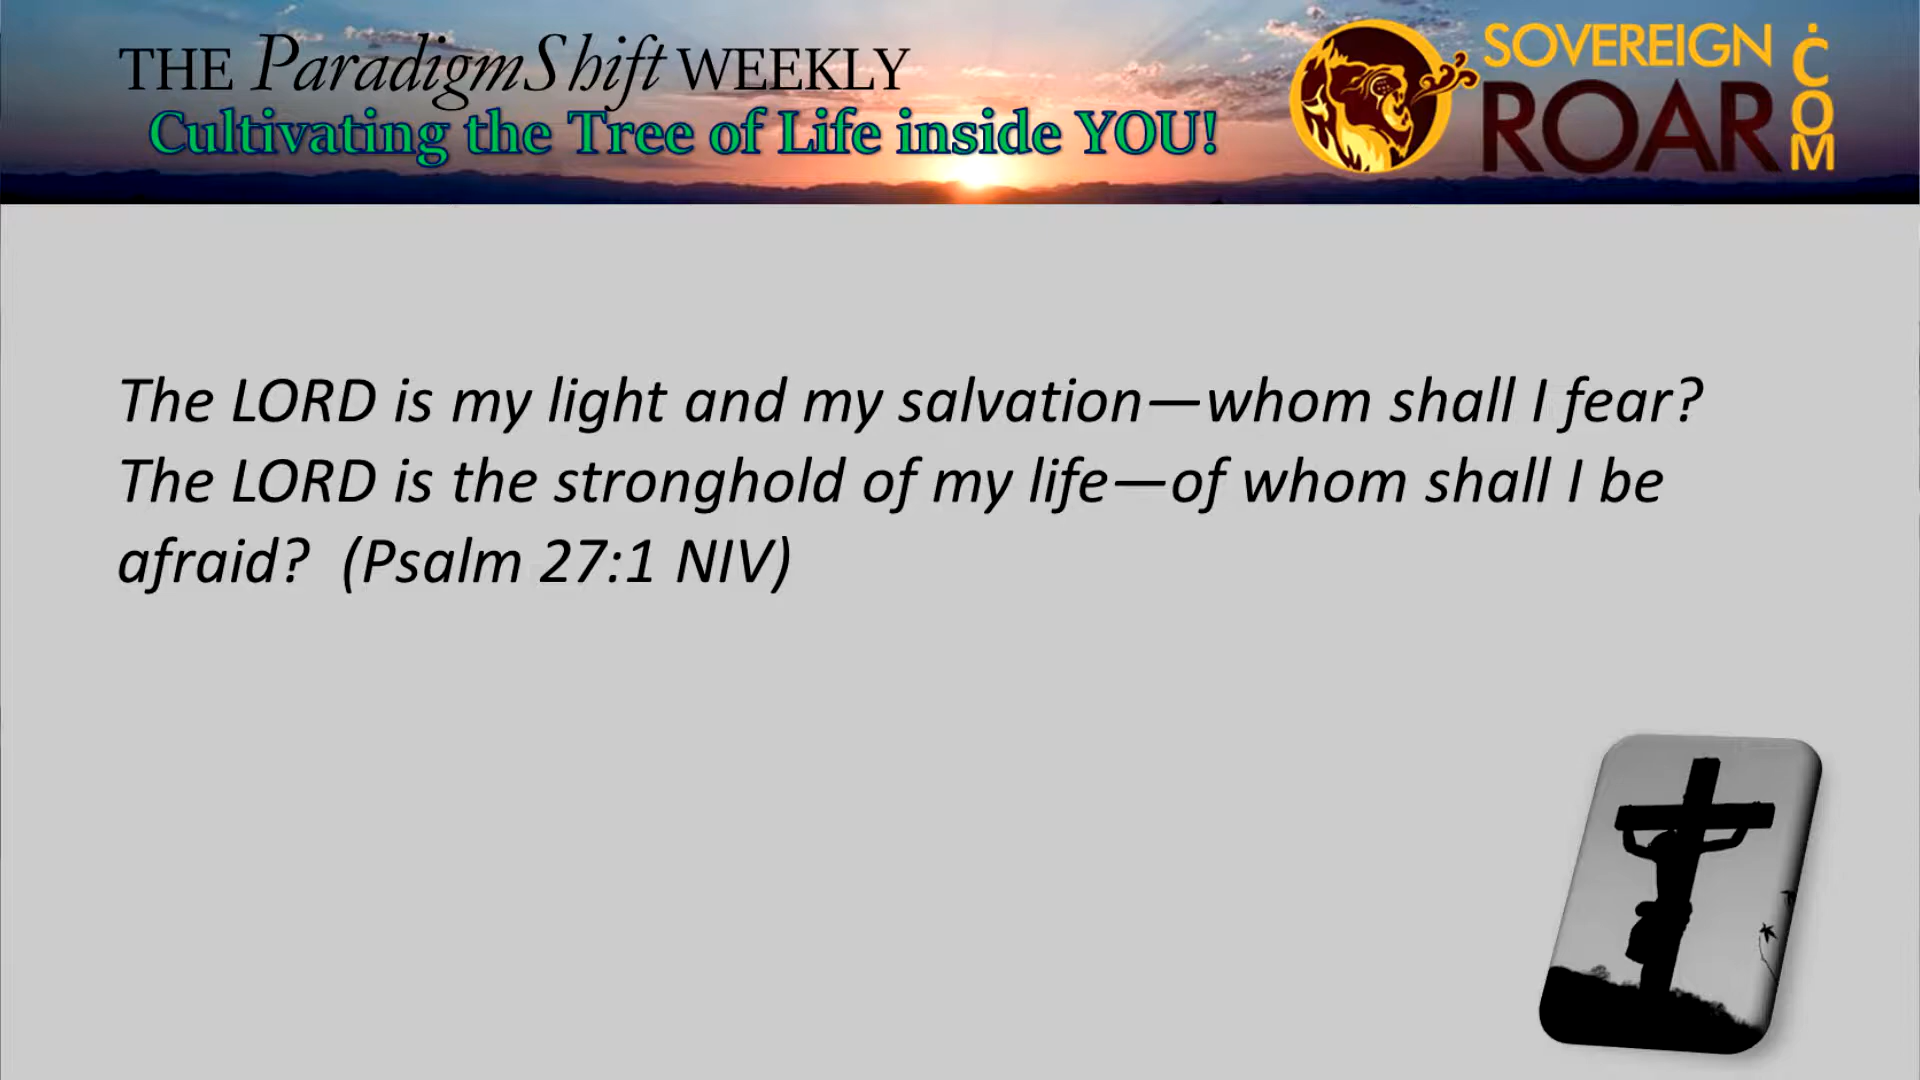 THE ParadigmShift WEEKLY
Cultivating the Tree of Life inside YOU!
SOVEREIGN
ROAR
.COM
The LORD is my light and my salvation—whom shall I fear?
The LORD is the stronghold of my life—of whom shall I be
afraid?  (Psalm 27:1 NIV)